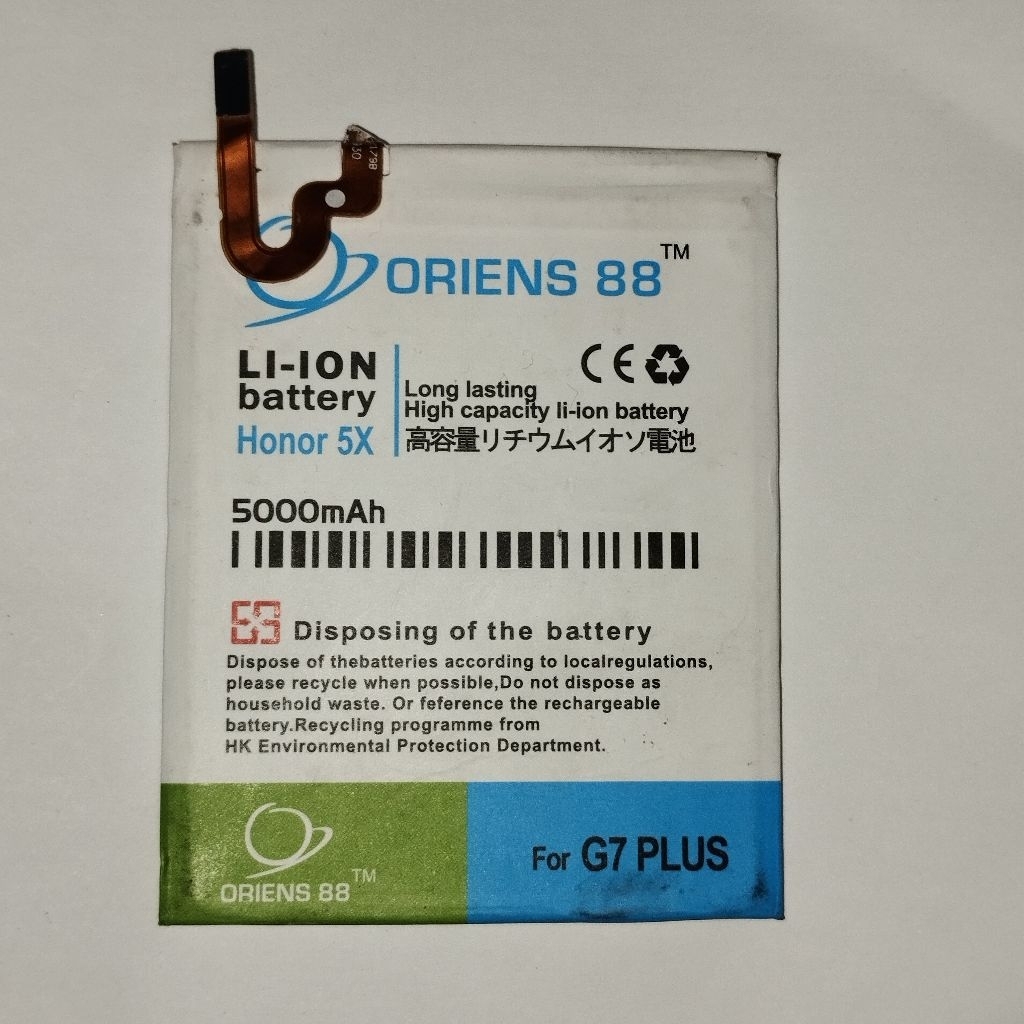 1798
930
ORIENS 88™
LI-ION
battery
Honor 5X
CE
Long lasting
High capacity li-ion battery
高容量リチウムイオソ電池
5000mAh
Disposing of the battery
Dispose of thebatteries according to localregulations,
please recycle when possible,Do not dispose as
household waste. Or feference the rechargeable
battery.Recycling programme from
HK Environmental Protection Department.
ORIENS 88™
For G7 PLUS